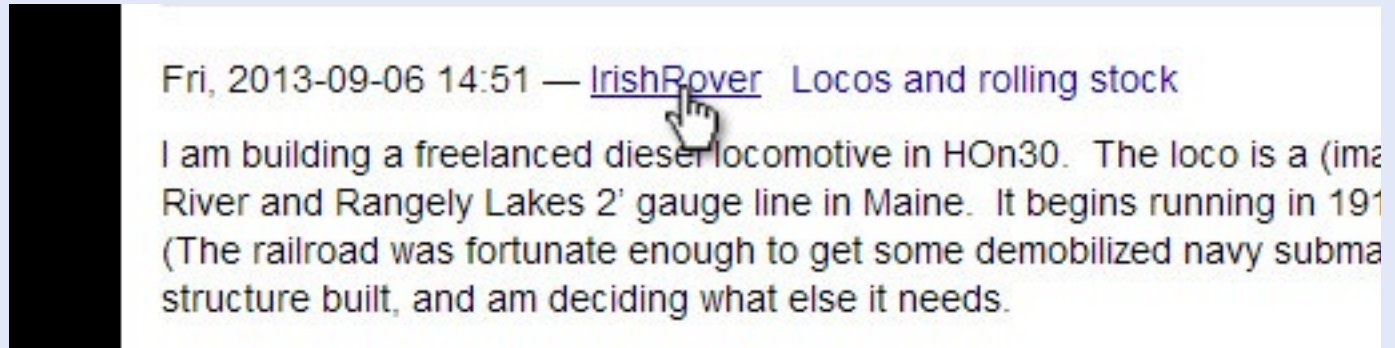 Fri, 2013-09-06 14:51 — IrishRover Locos and rolling stock
I am building a freelanced diesel locomotive in HOn30. The loco is a (ima
River and Rangely Lakes 2' gauge line in Maine. It begins running in 191
(The railroad was fortunate enough to get some demobilized navy subma
structure built, and am deciding what else it needs.